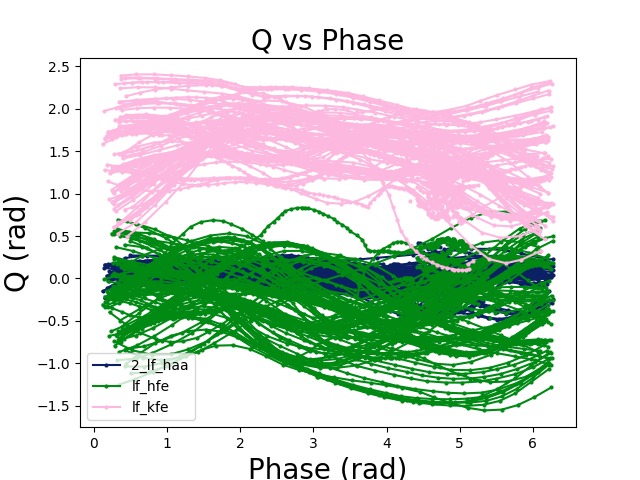 Q vs Phase
Q (rad)
2.5
2.0
1.5
1.0
0.5
0.0
−0.5
−1.0
−1.5
2_lf_haa
lf_hfe
lf_kfe
0 1 2 3 4 5 6
Phase (rad)